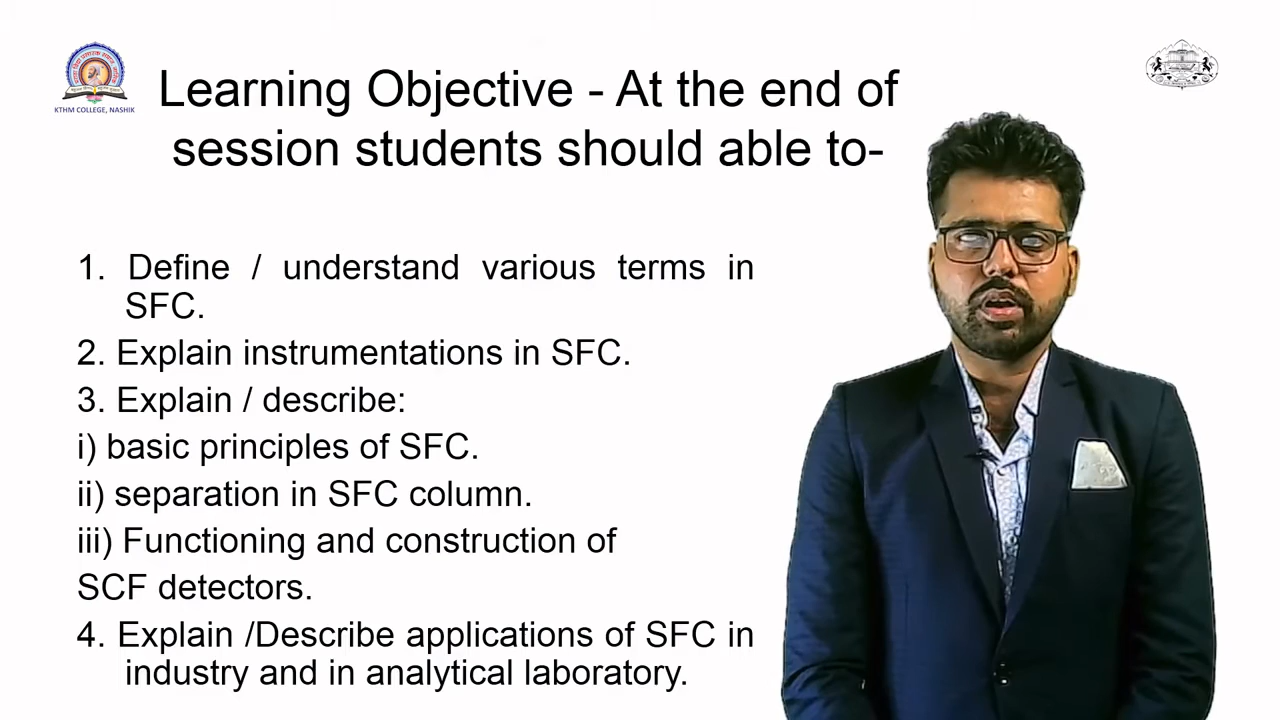 KTHM COLLEGE, NASHIK
Learning Objective - At the end of
session students should able to-
1. Define / understand various terms in
SFC.
2. Explain instrumentations in SFC.
3. Explain / describe:
i) basic principles of SFC.
ii) separation in SFC column.
iii) Functioning and construction of
SCF detectors.
4. Explain /Describe applications of SFC in
industry and in analytical laboratory.